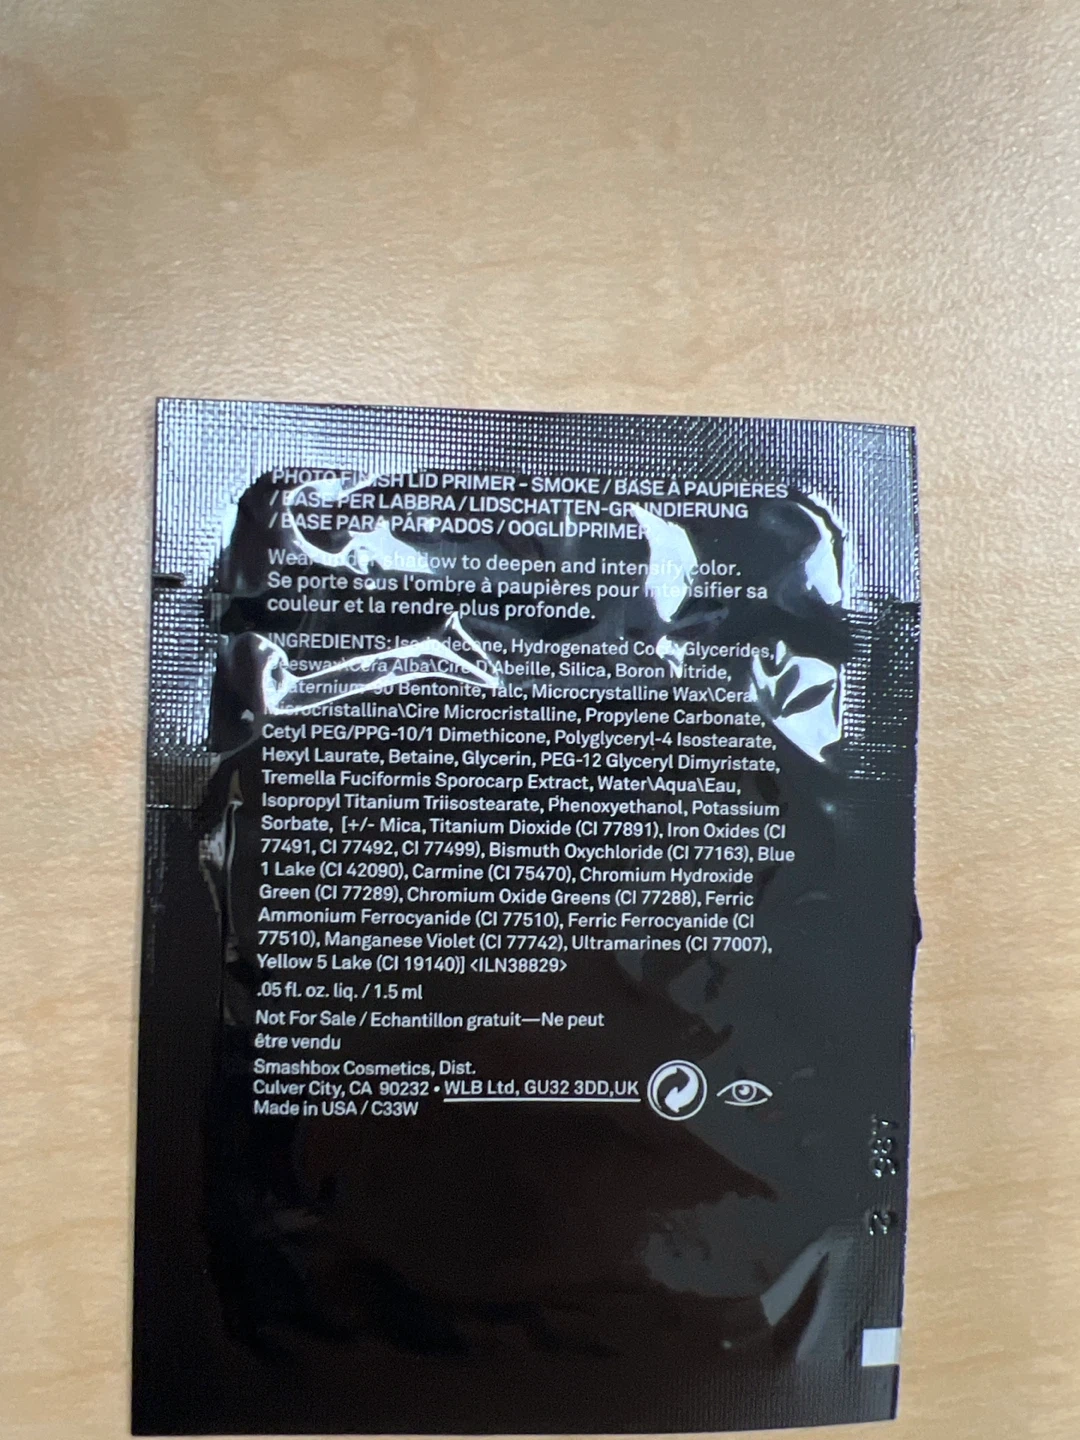 PHOTO FINISH LID PRIMER – SMOKE / BASE À PAUPIÈRES
/ BASE PER LABBRA / LIDSCHATTEN-GRUNDIERUNG
/ BASE PARA PÁRPADOS / OOGLIDPRIMER
Wear under shadow to deepen and intensify color.
Se porte sous l'ombre à paupières pour intensifier sa
couleur et la rendre plus profonde.
INGREDIENTS: Isododecane, Hydrogenated Coco-Glycerides,
Beeswax\Cera Alba\Cire D'Abeille, Silica, Boron Nitride,
Quaternium-90 Bentonite, Talc, Microcrystalline Wax\Cera
Microcristallina\Cire Microcristalline, Propylene Carbonate,
Cetyl PEG/PPG-10/1 Dimethicone, Polyglyceryl-4 Isostearate,
Hexyl Laurate, Betaine, Glycerin, PEG-12 Glyceryl Dimyristate,
Tremella Fuciformis Sporocarp Extract, Water\Aqua\Eau,
Isopropyl Titanium Triisostearate, Phenoxyethanol, Potassium
Sorbate, [+/- Mica, Titanium Dioxide (CI 77891), Iron Oxides (CI
77491, CI 77492, CI 77499), Bismuth Oxychloride (CI 77163), Blue
1 Lake (CI 42090), Carmine (CI 75470), Chromium Hydroxide
Green (CI 77289), Chromium Oxide Greens (CI 77288), Ferric
Ammonium Ferrocyanide (CI 77510), Ferric Ferrocyanide (CI
77510), Manganese Violet (CI 77742), Ultramarines (CI 77007),
Yellow 5 Lake (CI 19140)] <ILN38829>
.05 fl. oz. liq. / 1.5 ml
Not For Sale / Echantillon gratuit—Ne peut
être vendu
Smashbox Cosmetics, Dist.
Culver City, CA 90232 • WLB Ltd, GU32 3DD,UK
Made in USA / C33W